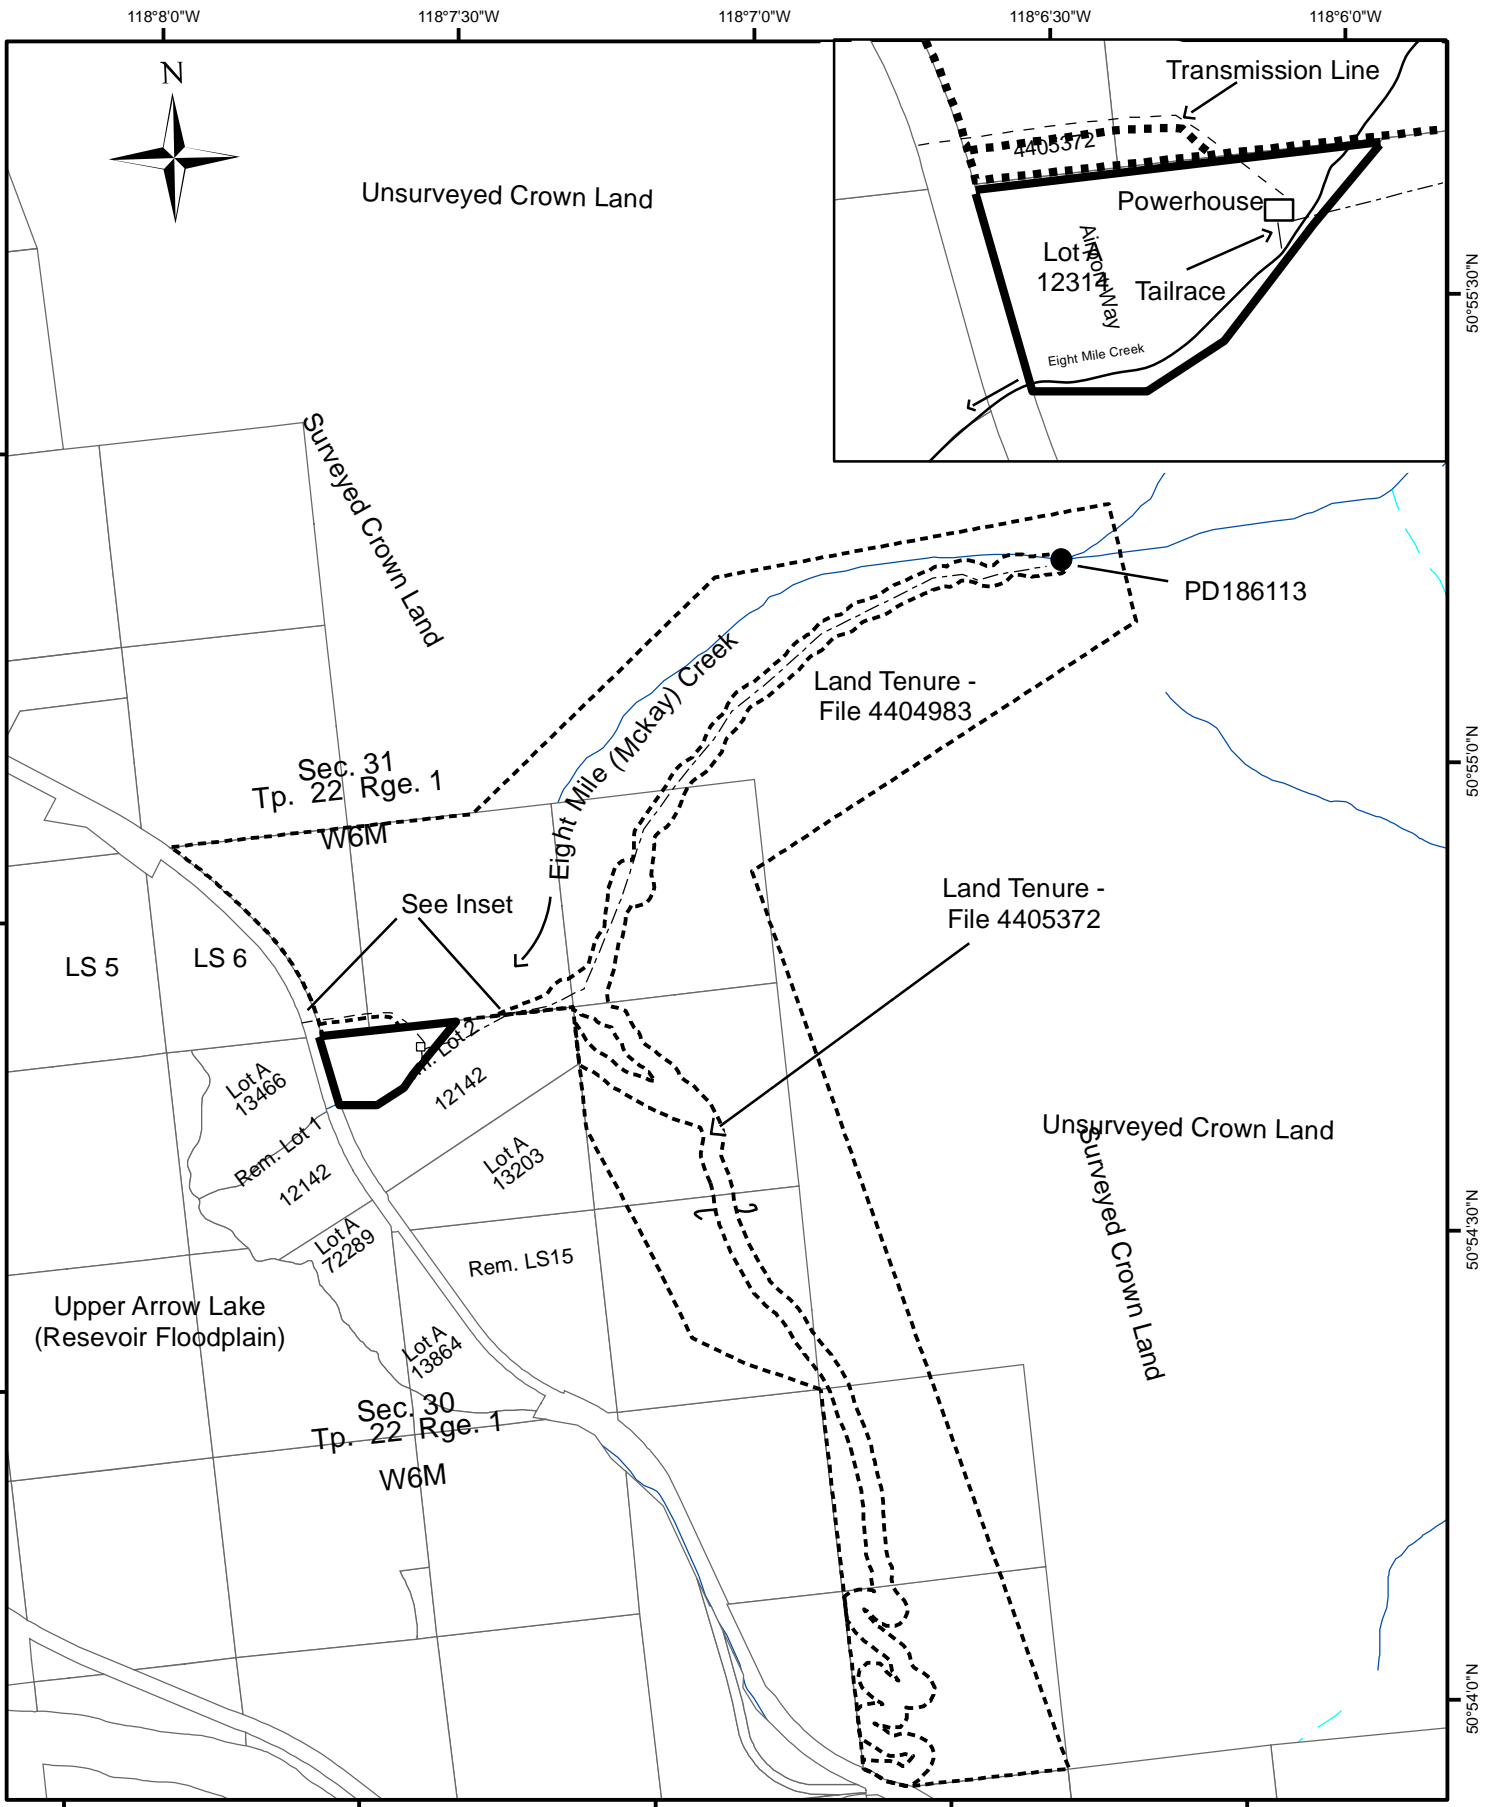 118°8'0"W
118°7'30"W
118°7'0"W
118°6'30"W
118°6'0"W
N
Unsurveyed Crown Land
Transmission Line
4405372
Powerhouse
Lot A
12314
Airport Way
Tailrace
Eight Mile Creek
50°55'30"N
Surveyed Crown Land
PD186113
Land Tenure -
File 4404983
Eight Mile (Mckay) Creek
50°55'0"N
Sec. 31
Tp. 22 Rge. 1
W6M
See Inset
Land Tenure -
File 4405372
LS 5
LS 6
Lot A
13466
Lot 2
12142
Rem. Lot 1
12142
Lot A
13203
Unsurveyed Crown Land
Surveyed Crown Land
50°54'30"N
Lot A
72289
Rem. LS15
Upper Arrow Lake
(Resevoir Floodplain)
Lot A
13864
Sec. 30
Tp. 22 Rge. 1
W6M
50°54'0"N